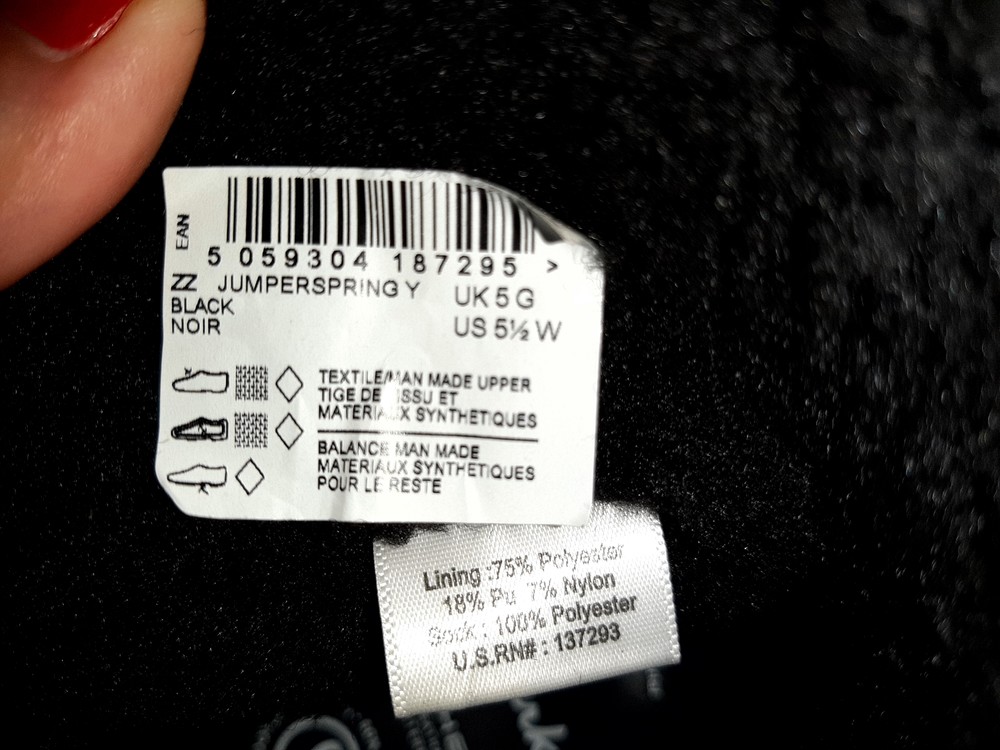 EAN
5 059304 187295 >
ZZ JUMPERSPRING Y
UK 5 G
BLACK
US 5½ W
NOIR
TEXTILE/MAN MADE UPPER
TIGE DE TISSU ET
MATERIAUX SYNTHETIQUES
BALANCE MAN MADE
MATERIAUX SYNTHETIQUES
POUR LE RESTE
Lining :75% Polyester
18% Pu 7% Nylon
Sock : 100% Polyester
U.S.RN# : 137293